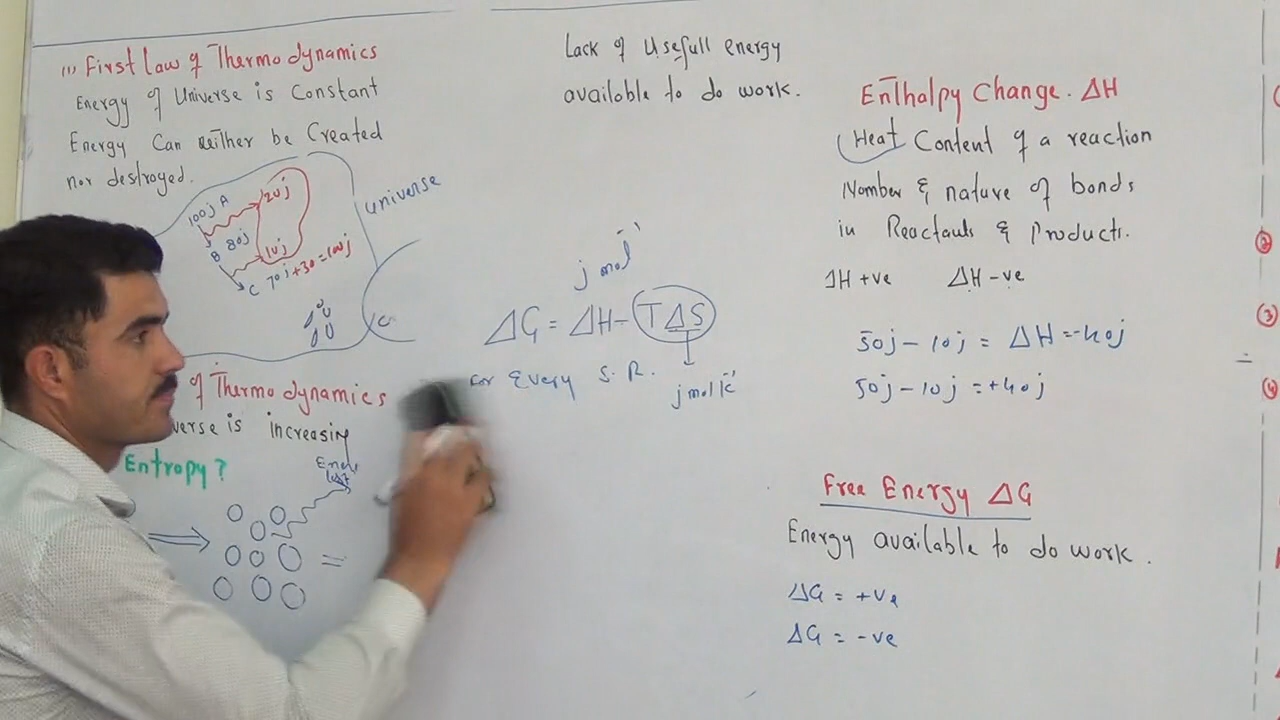 (1) First Law of Thermodynamics
Energy of Universe is Constant
Energy Can neither be Created
nor destroyed.
100j A
20j
B 80j
10j
C 70j+30=100j
universe
of Thermodynamics
verse is increasing
Entropy?
Lack of Usefull energy
available to do work.
j mol⁻¹
ΔG = ΔH - TΔS
For Every S.R.
j mol k⁻¹
Enthalpy Change. ΔH
Heat Content of a reaction
Number & nature of bonds
in Reactants & Products.
ΔH +ve ΔH -ve
50j - 10j = ΔH = -40j
50j - 10j = +40j
Free Energy ΔG
Energy available to do work.
ΔG = +ve
ΔG = -ve
2
3
4